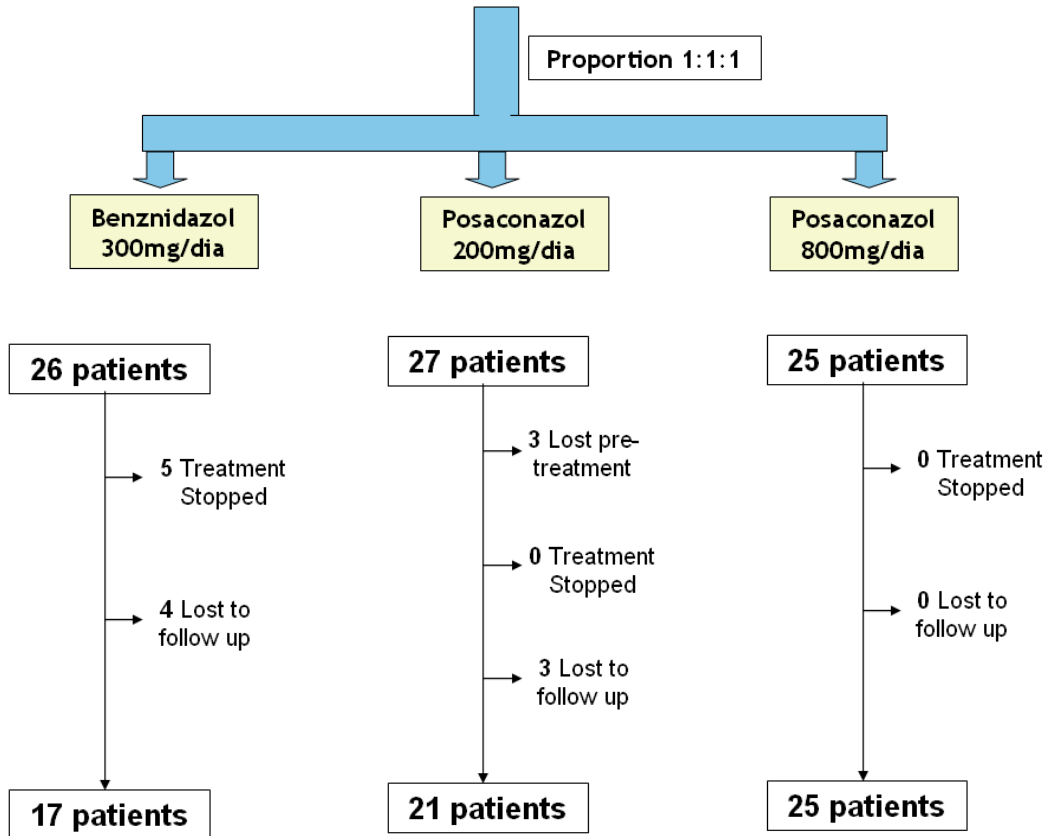 Proportion 1:1:1
Benznidazol
300mg/dia
Posaconazol
200mg/dia
Posaconazol
800mg/dia
26 patients
5 Treatment
Stopped
4 Lost to
follow up
17 patients
27 patients
3 Lost pre-
treatment
0 Treatment
Stopped
3 Lost to
follow up
21 patients
25 patients
0 Treatment
Stopped
0 Lost to
follow up
25 patients